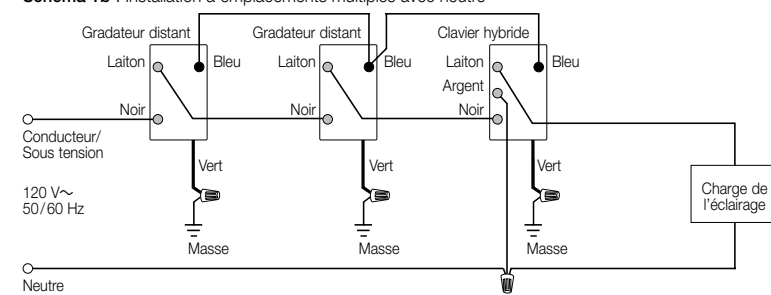 Schéma 1b : Installation à emplacements multiples avec neutre
Gradateur distant
Gradateur distant
Clavier hybride
Laiton
Bleu
Laiton
Bleu
Laiton
Bleu
Argent
Noir
Noir
Noir
Conducteur/
Sous tension
Vert
Vert
Vert
120 V~
50/60 Hz
Charge de
l'éclairage
Masse
Masse
Masse
Neutre